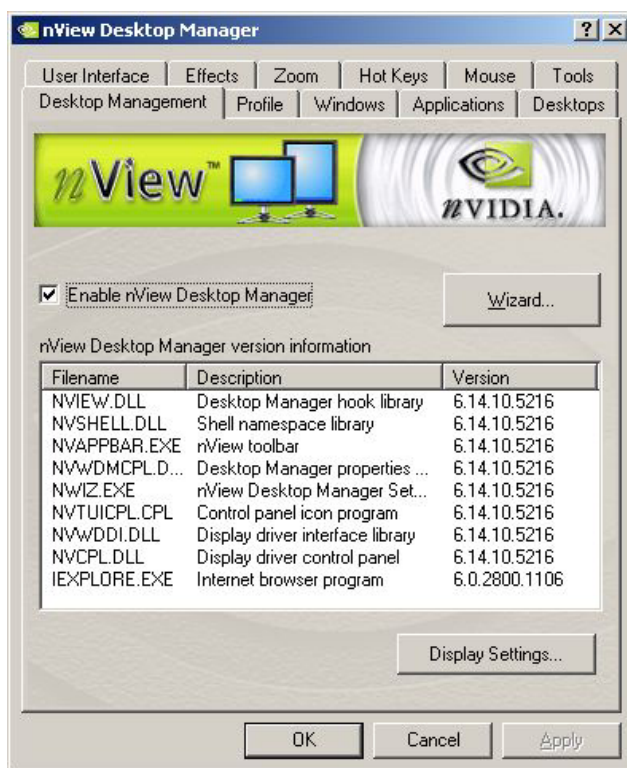 nView Desktop Manager
User Interface Effects Zoom Hot Keys Mouse Tools
Desktop Management Profile Windows Applications Desktops
nView™
nVIDIA.
Enable nView Desktop Manager
Wizard...
nView Desktop Manager version information
Filename Description Version
NVIEW.DLL Desktop Manager hook library 6.14.10.5216
NVSHELL.DLL Shell namespace library 6.14.10.5216
NVAPPBAR.EXE nView toolbar 6.14.10.5216
NVWDMCPL.D... Desktop Manager properties ... 6.14.10.5216
NWIZ.EXE nView Desktop Manager Set... 6.14.10.5216
NVTUICPL.CPL Control panel icon program 6.14.10.5216
NVWDDI.DLL Display driver interface library 6.14.10.5216
NVCPL.DLL Display driver control panel 6.14.10.5216
IEXPLORE.EXE Internet browser program 6.0.2800.1106
Display Settings...
OK Cancel Apply